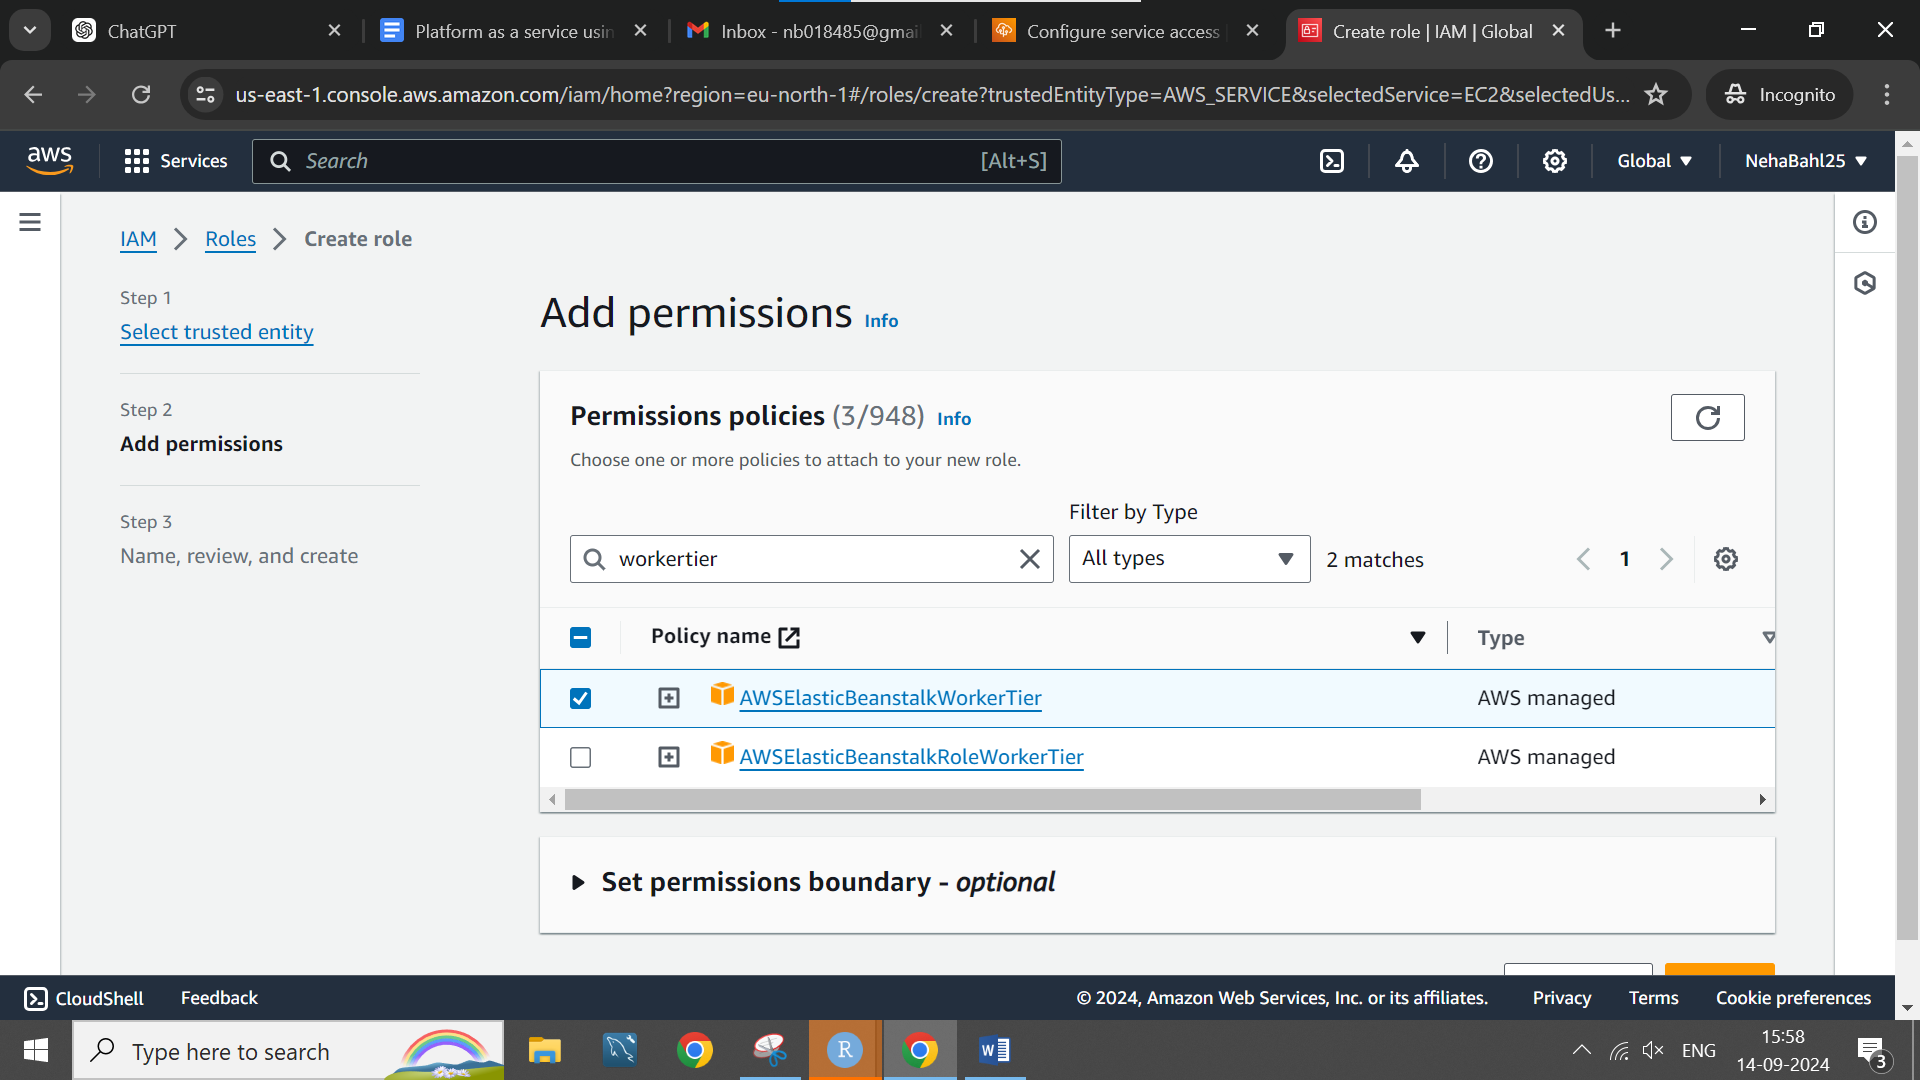 ChatGPT
Platform as a service usin
Inbox - nb018485@gmai
Configure service access
Create role | IAM | Global
us-east-1.console.aws.amazon.com/iam/home?region=eu-north-1#/roles/create?trustedEntityType=AWS_SERVICE&selectedService=EC2&selectedUs...
Incognito
aws
Services
Search
[Alt+S]
Global
NehaBahl25
IAM
Roles
Create role
Step 1
Select trusted entity
Step 2
Add permissions
Step 3
Name, review, and create
Add permissions Info
Permissions policies (3/948) Info
Choose one or more policies to attach to your new role.
Filter by Type
workertier
All types
2 matches
1
Policy name
Type
AWSElasticBeanstalkWorkerTier
AWS managed
AWSElasticBeanstalkRoleWorkerTier
AWS managed
Set permissions boundary - optional
CloudShell
Feedback
© 2024, Amazon Web Services, Inc. or its affiliates.
Privacy
Terms
Cookie preferences
Type here to search
R
W
ENG
15:58
14-09-2024
3